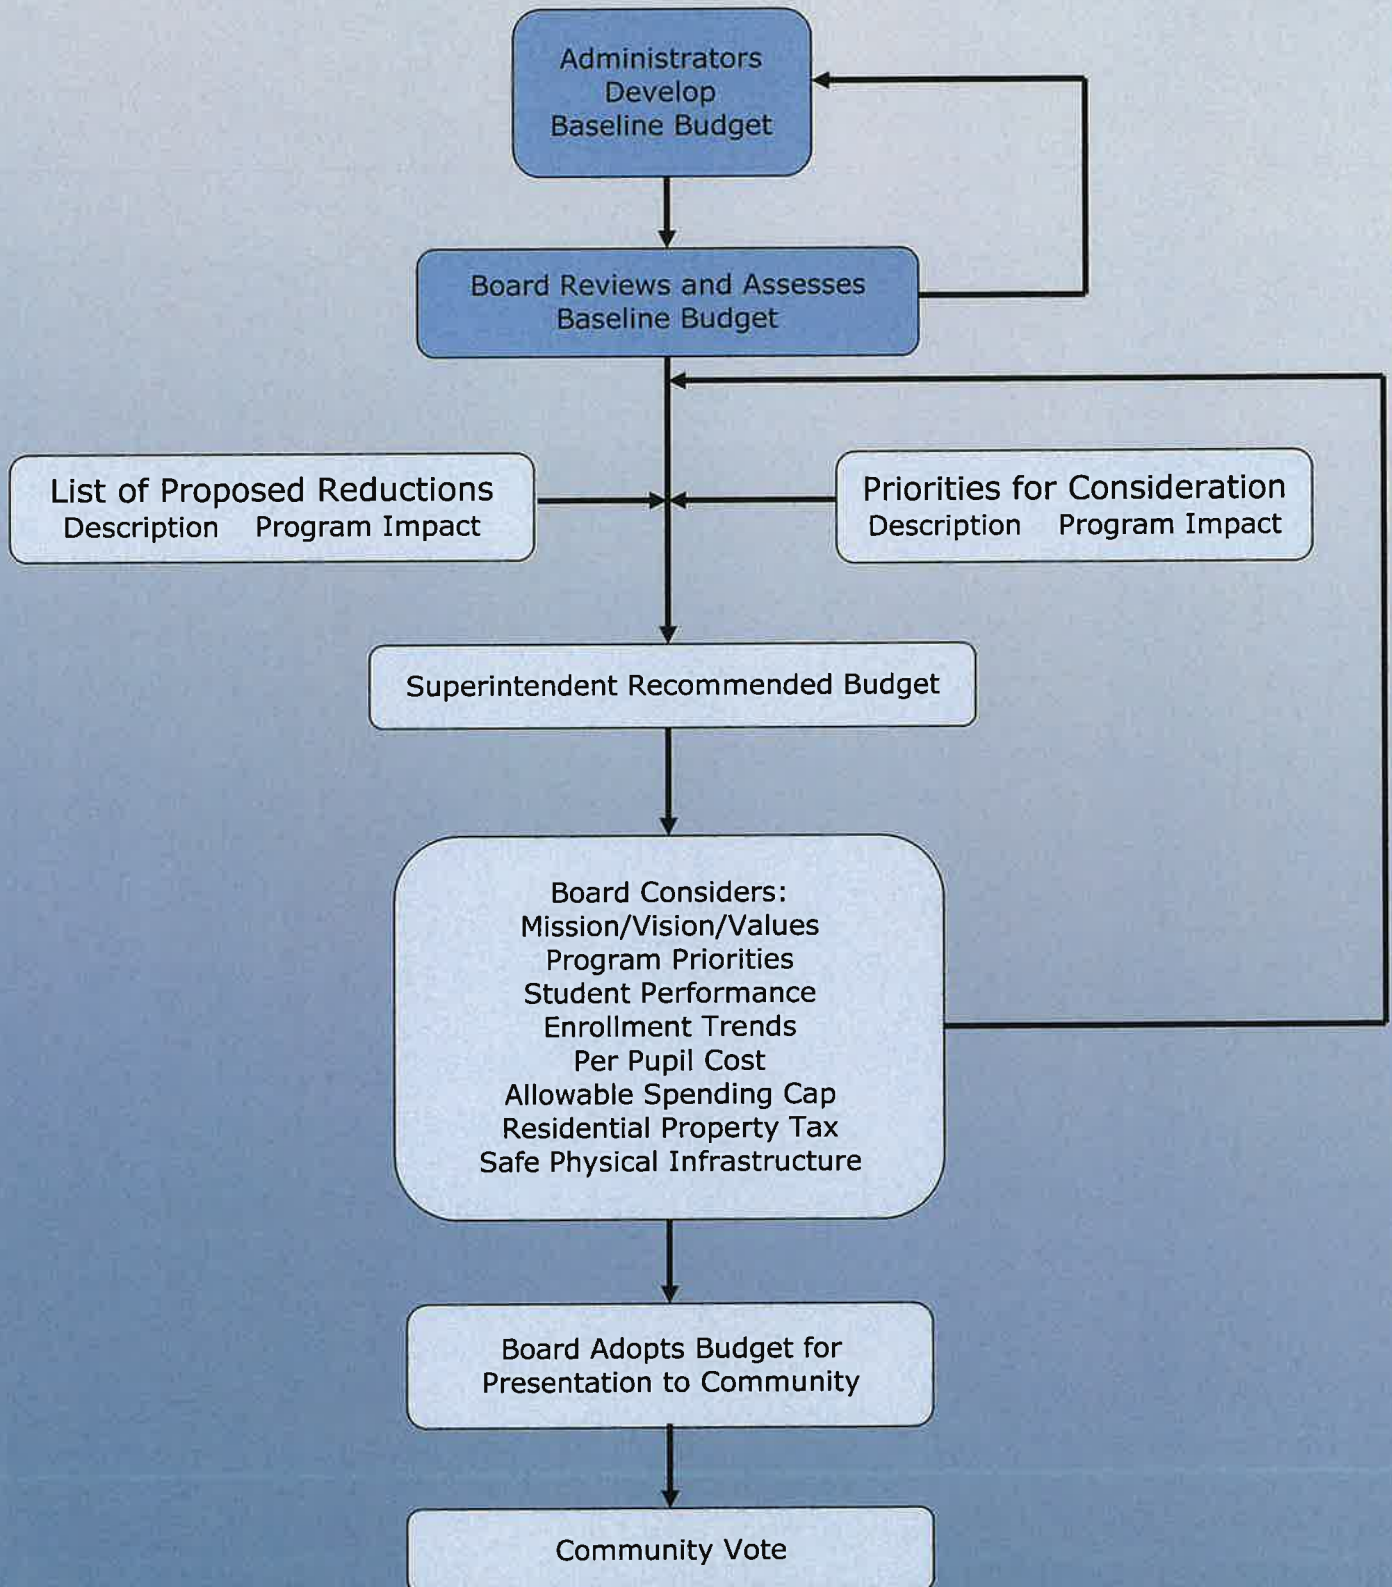 Administrators
Develop
Baseline Budget
Board Reviews and Assesses
Baseline Budget
List of Proposed Reductions
Description Program Impact
Priorities for Consideration
Description Program Impact
Superintendent Recommended Budget
Board Considers:
Mission/Vision/Values
Program Priorities
Student Performance
Enrollment Trends
Per Pupil Cost
Allowable Spending Cap
Residential Property Tax
Safe Physical Infrastructure
Board Adopts Budget for
Presentation to Community
Community Vote